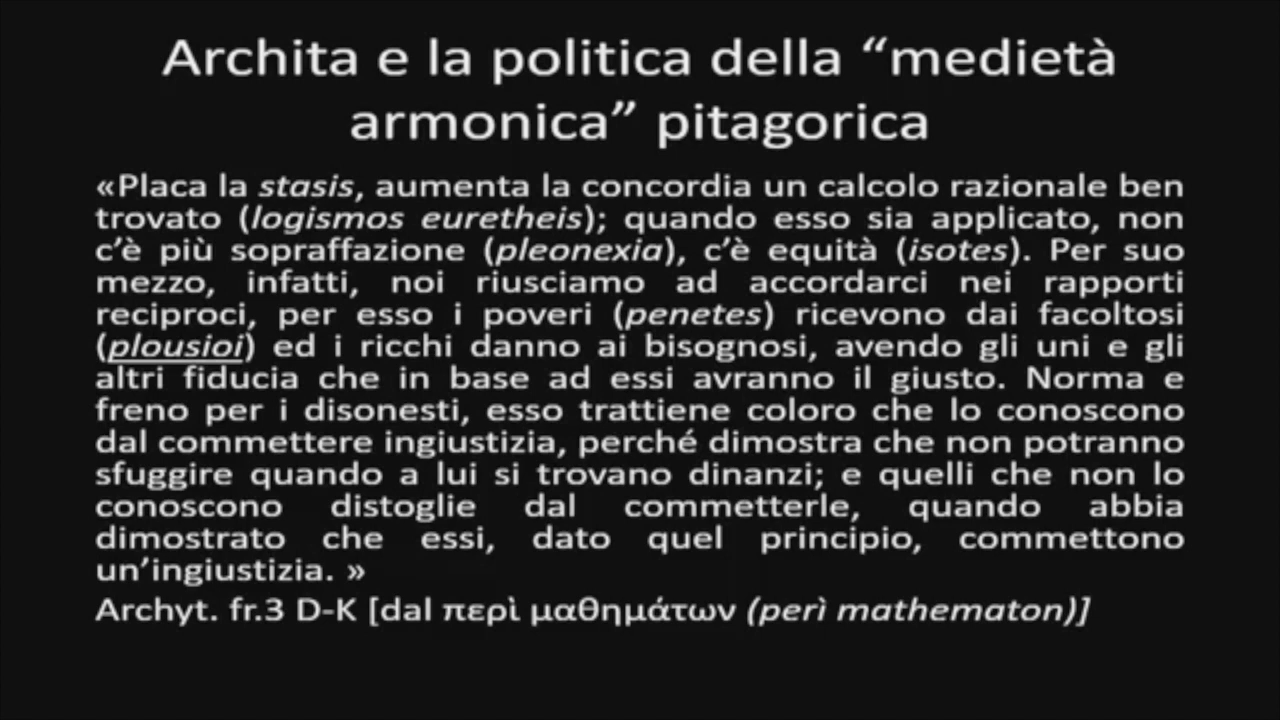 Archita e la politica della “medietà
armonica” pitagorica
«Placa la stasis, aumenta la concordia un calcolo razionale ben
trovato (logismos euretheis); quando esso sia applicato, non
c’è più sopraffazione (pleonexia), c’è equità (isotes). Per suo
mezzo, infatti, noi riusciamo ad accordarci nei rapporti
reciproci, per esso i poveri (penetes) ricevono dai facoltosi
(plousioi) ed i ricchi danno ai bisognosi, avendo gli uni e gli
altri fiducia che in base ad essi avranno il giusto. Norma e
freno per i disonesti, esso trattiene coloro che lo conoscono
dal commettere ingiustizia, perché dimostra che non potranno
sfuggire quando a lui si trovano dinanzi; e quelli che non lo
conoscono distoglie dal commetterle, quando abbia
dimostrato che essi, dato quel principio, commettono
un’ingiustizia. »
Archyt. fr.3 D-K [dal περὶ μαθημάτων (perì mathematon)]